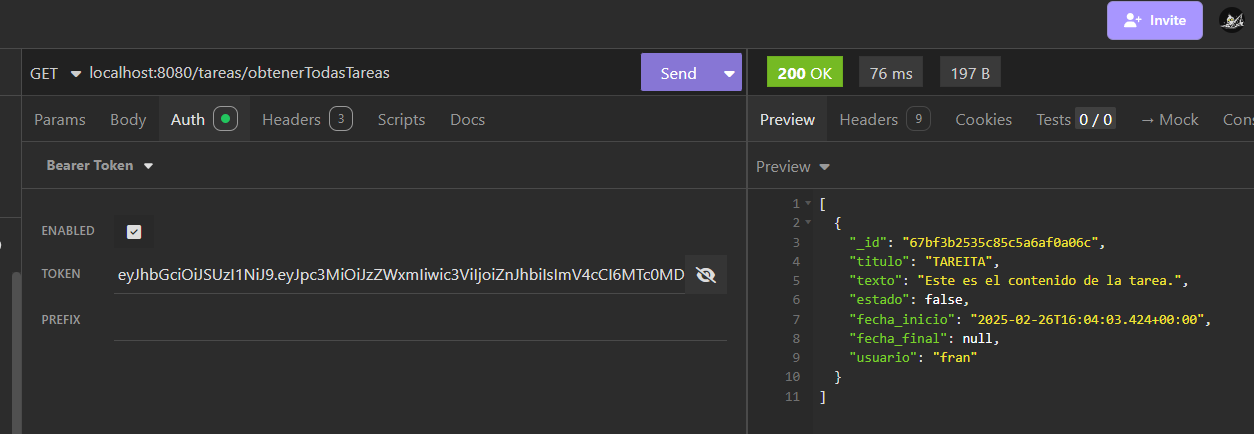 Invite
GET localhost:8080/tareas/obtenerTodasTareas Send
200 OK 76 ms 197 B
Params Body Auth Headers 3 Scripts Docs
Preview Headers 9 Cookies Tests 0 / 0 → Mock Cons
Bearer Token
Preview
ENABLED
TOKEN eyJhbGciOiJSUzI1NiJ9.eyJpc3MiOiJzZWxmIiwic3ViIjoiZnJhbiIsImV4cCI6MTc0MD
PREFIX
1 [
2 {
3 "_id": "67bf3b2535c85c5a6af0a06c",
4 "titulo": "TAREITA",
5 "texto": "Este es el contenido de la tarea.",
6 "estado": false,
7 "fecha_inicio": "2025-02-26T16:04:03.424+00:00",
8 "fecha_final": null,
9 "usuario": "fran"
10 }
11 ]